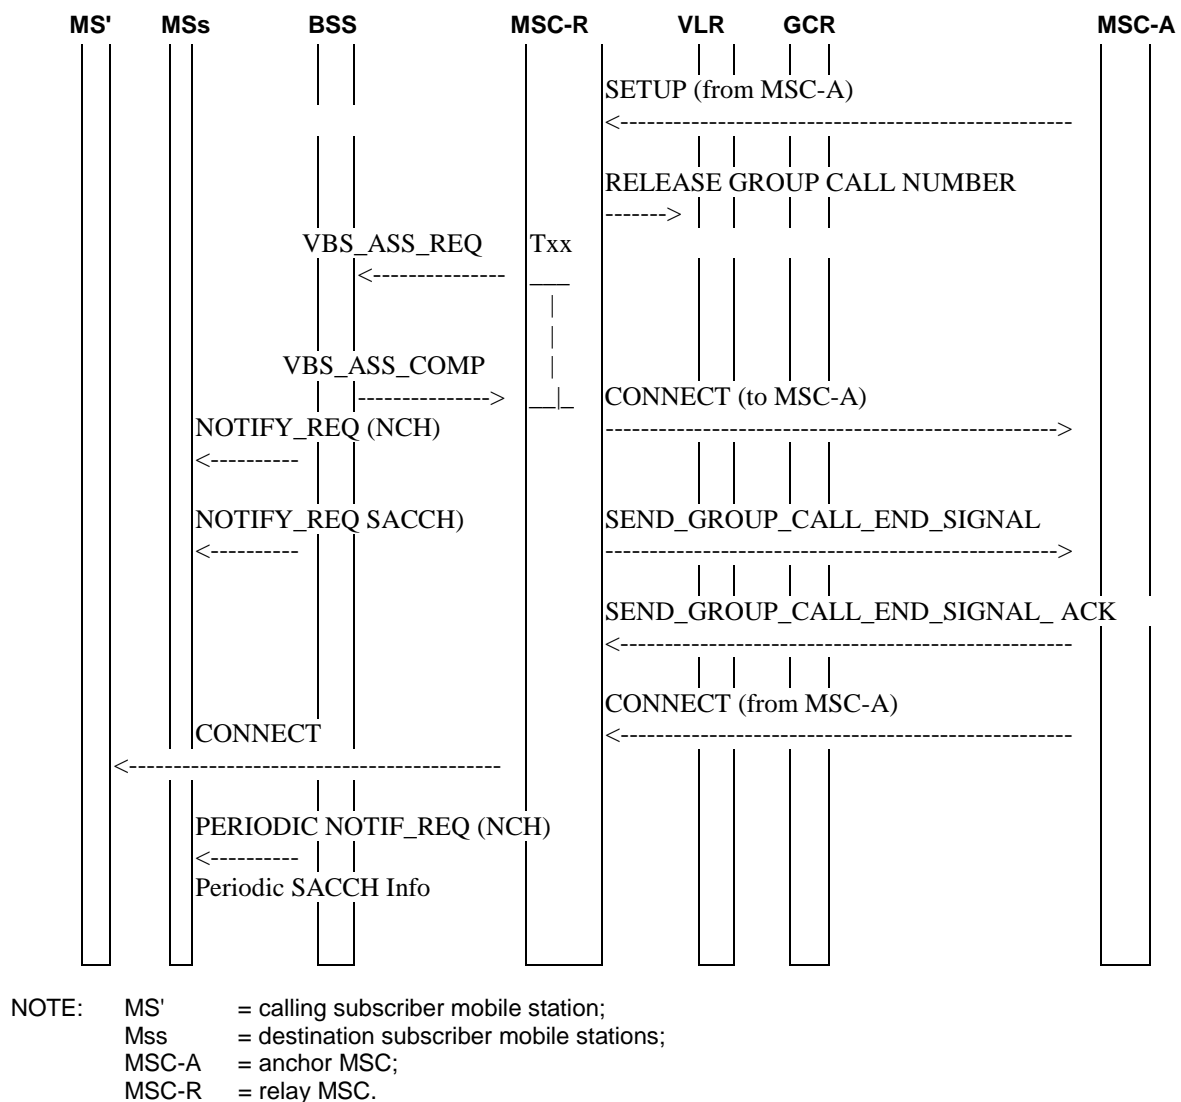 MS' MSs BSS MSC-R VLR GCR MSC-A
SETUP (from MSC-A)
<--------------------------------------------------
RELEASE GROUP CALL NUMBER
------->
VBS_ASS_REQ Txx
<--------------- ___
|
|
VBS_ASS_COMP |
---------------> __|_ CONNECT (to MSC-A)
NOTIFY_REQ (NCH) -------------------------------------------------->
<----------
NOTIFY_REQ SACCH) SEND_GROUP_CALL_END_SIGNAL
<---------- -------------------------------------------------->
SEND_GROUP_CALL_END_SIGNAL_ ACK
<--------------------------------------------------
CONNECT (from MSC-A)
CONNECT <--------------------------------------------------
<------------------------------------------
PERIODIC NOTIF_REQ (NCH)
<----------
Periodic SACCH Info
NOTE: MS' = calling subscriber mobile station;
Mss = destination subscriber mobile stations;
MSC-A = anchor MSC;
MSC-R = relay MSC.